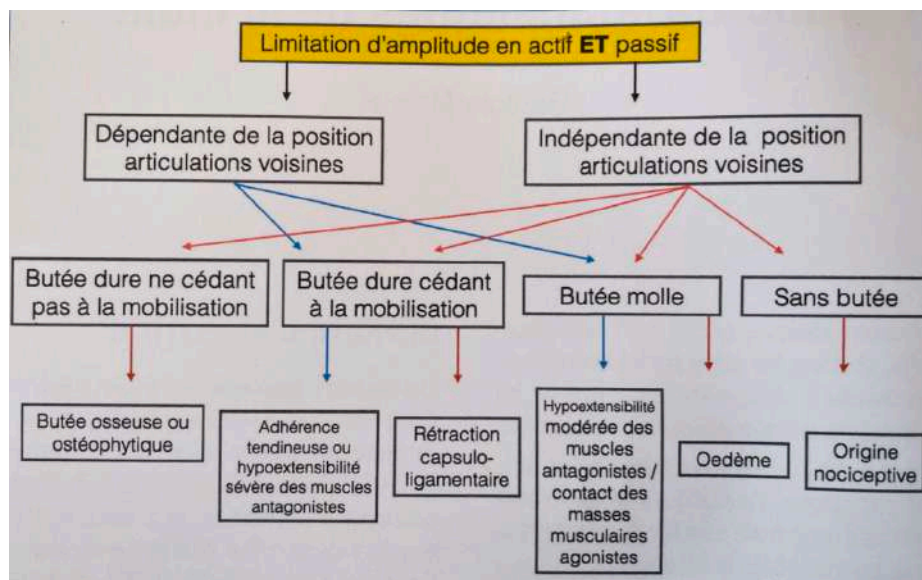 Limitation d'amplitude en actif ET passif
Dépendante de la position
articulations voisines
Indépendante de la position
articulations voisines
Butée dure ne cédant
pas à la mobilisation
Butée dure cédant
à la mobilisation
Butée molle
Sans butée
Butée osseuse ou
ostéophytique
Adhérence
tendineuse ou
hypoextensibilité
sévère des muscles
antagonistes
Rétraction
capsulo-
ligamentaire
Hypoextensibilité
modérée des
muscles
antagonistes /
contact des
masses
musculaires
agonistes
Oedème
Origine
nociceptive